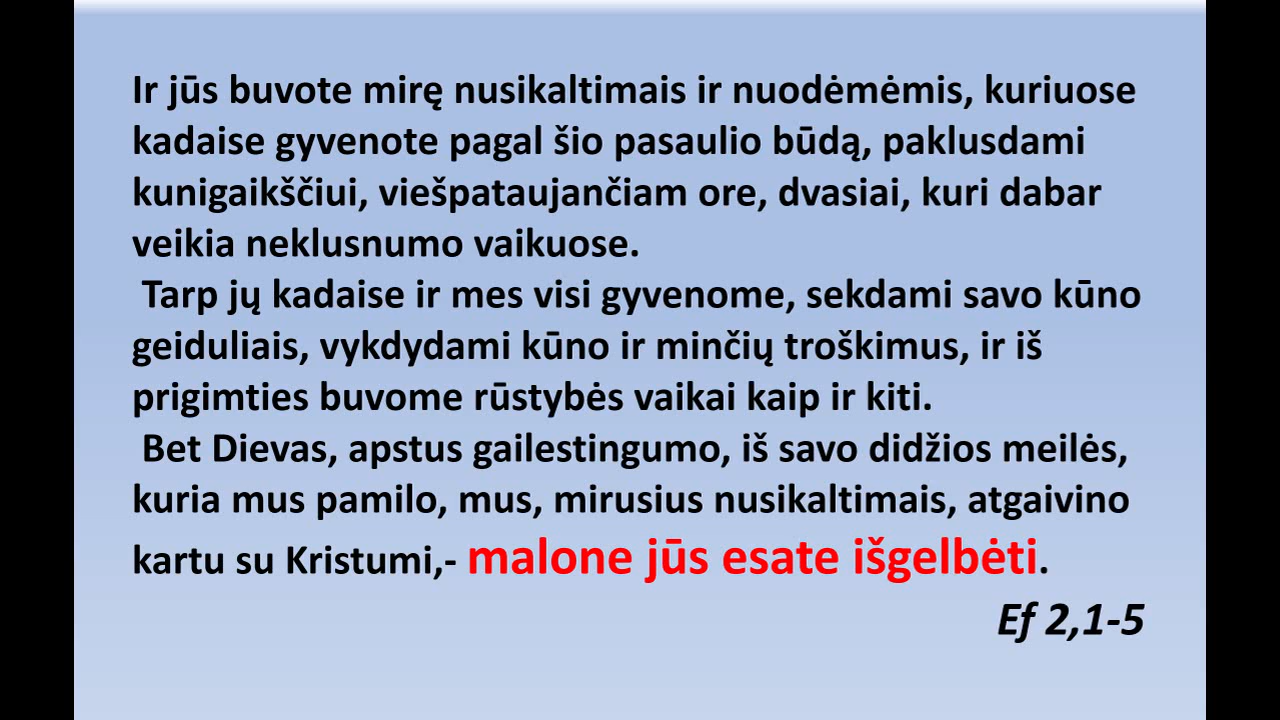 Ir jūs buvote mirę nusikaltimais ir nuodėmėmis, kuriuose
kadaise gyvenote pagal šio pasaulio būdą, paklusdami
kunigaikščiui, viešpataujančiam ore, dvasiai, kuri dabar
veikia neklusnumo vaikuose.
Tarp jų kadaise ir mes visi gyvenome, sekdami savo kūno
geiduliais, vykdydami kūno ir minčių troškimus, ir iš
prigimties buvome rūstybės vaikai kaip ir kiti.
Bet Dievas, apstus gailestingumo, iš savo didžios meilės,
kuria mus pamilo, mus, mirusius nusikaltimais, atgaivino
kartu su Kristumi,- malone jūs esate išgelbėti.
Ef 2,1-5